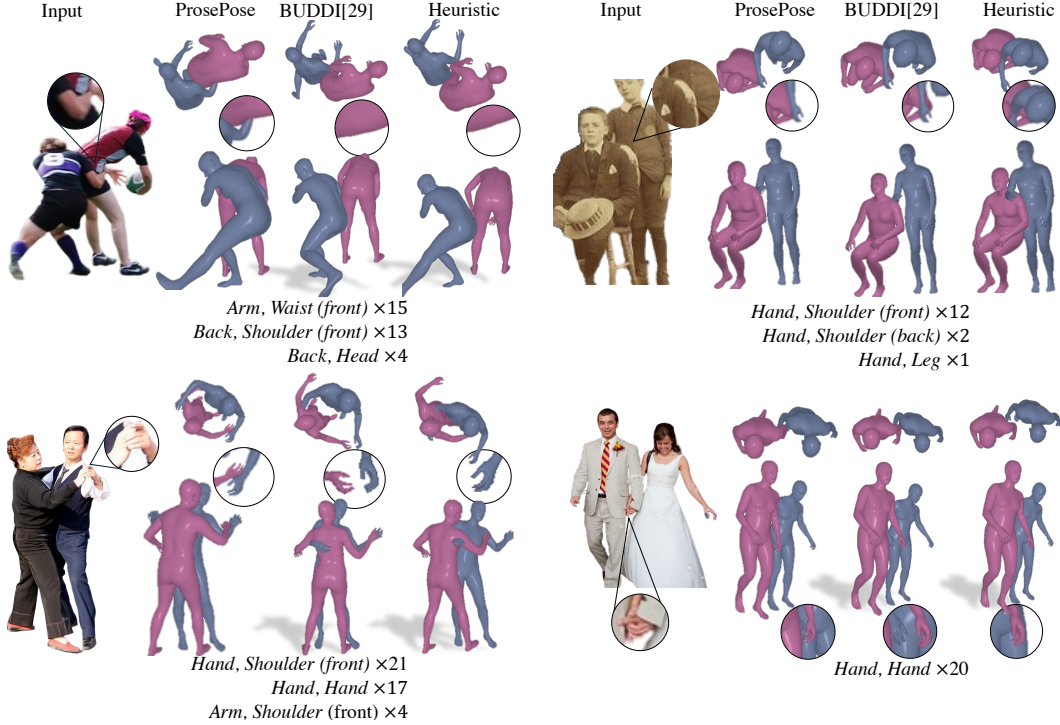 Input ProsePose BUDDI[29] Heuristic
Input ProsePose BUDDI[29] Heuristic
8
Arm, Waist (front) ×15
Back, Shoulder (front) ×13
Back, Head ×4
Hand, Shoulder (front) ×12
Hand, Shoulder (back) ×2
Hand, Leg ×1
Hand, Shoulder (front) ×21
Hand, Hand ×17
Arm, Shoulder (front) ×4
Hand, Hand ×20